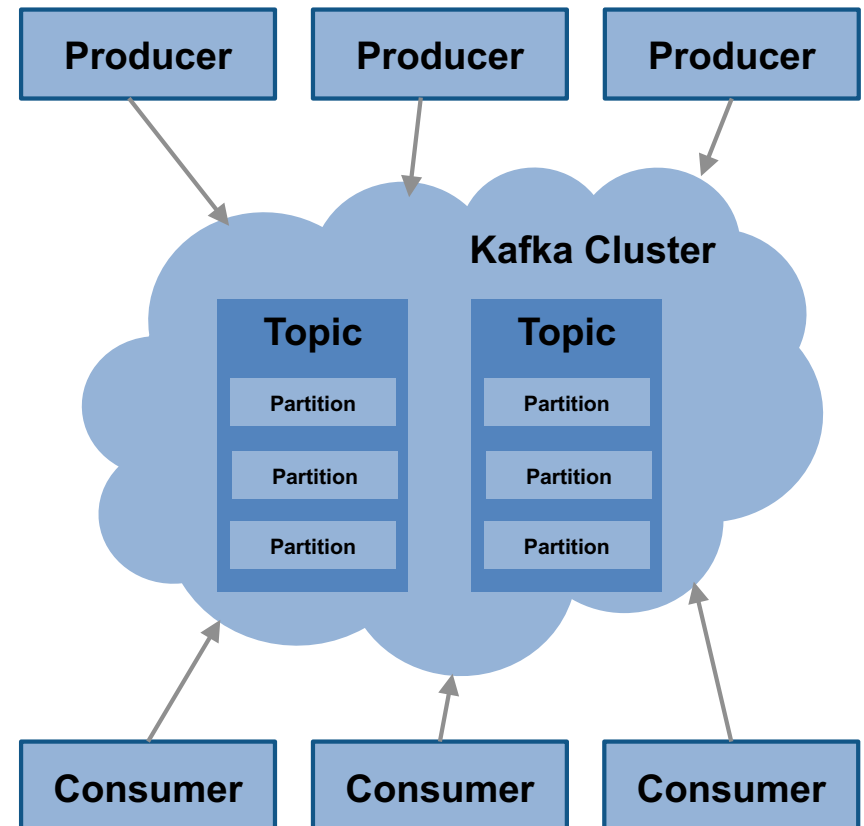 Producer
Producer
Producer
Kafka Cluster
Topic
Topic
Partition
Partition
Partition
Partition
Partition
Partition
Consumer
Consumer
Consumer